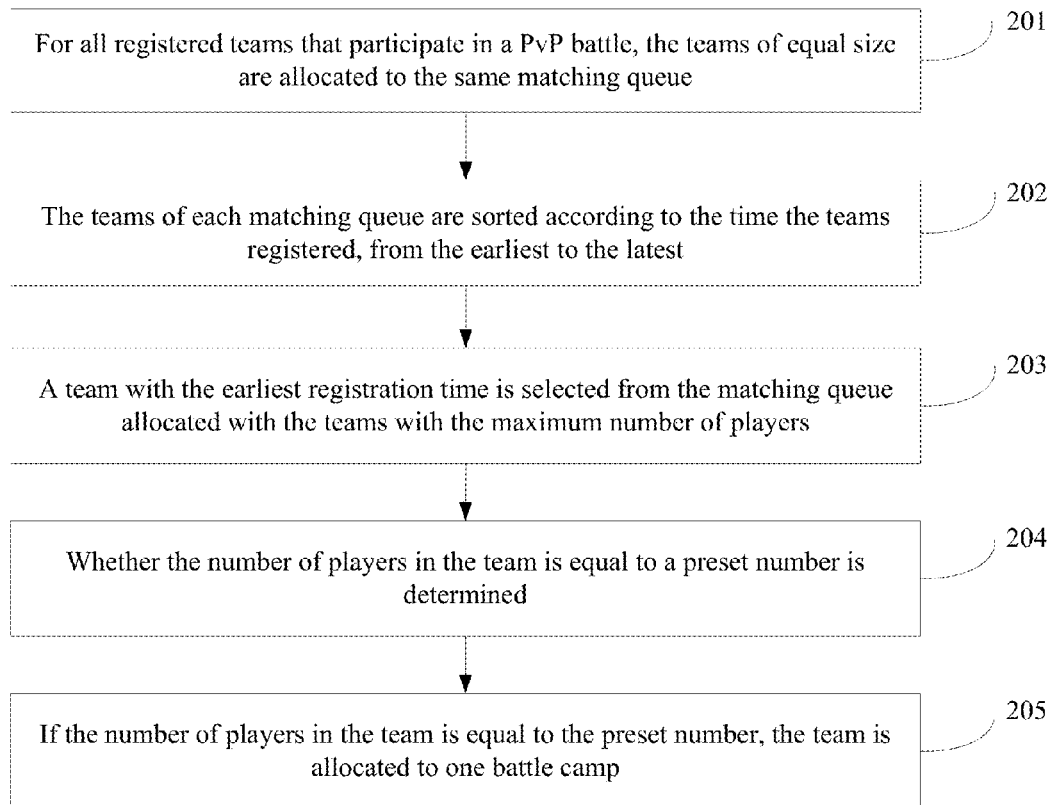 201
For all registered teams that participate in a PvP battle, the teams of equal size
are allocated to the same matching queue
202
The teams of each matching queue are sorted according to the time the teams
registered, from the earliest to the latest
203
A team with the earliest registration time is selected from the matching queue
allocated with the teams with the maximum number of players
204
Whether the number of players in the team is equal to a preset number is
determined
205
If the number of players in the team is equal to the preset number, the team is
allocated to one battle camp